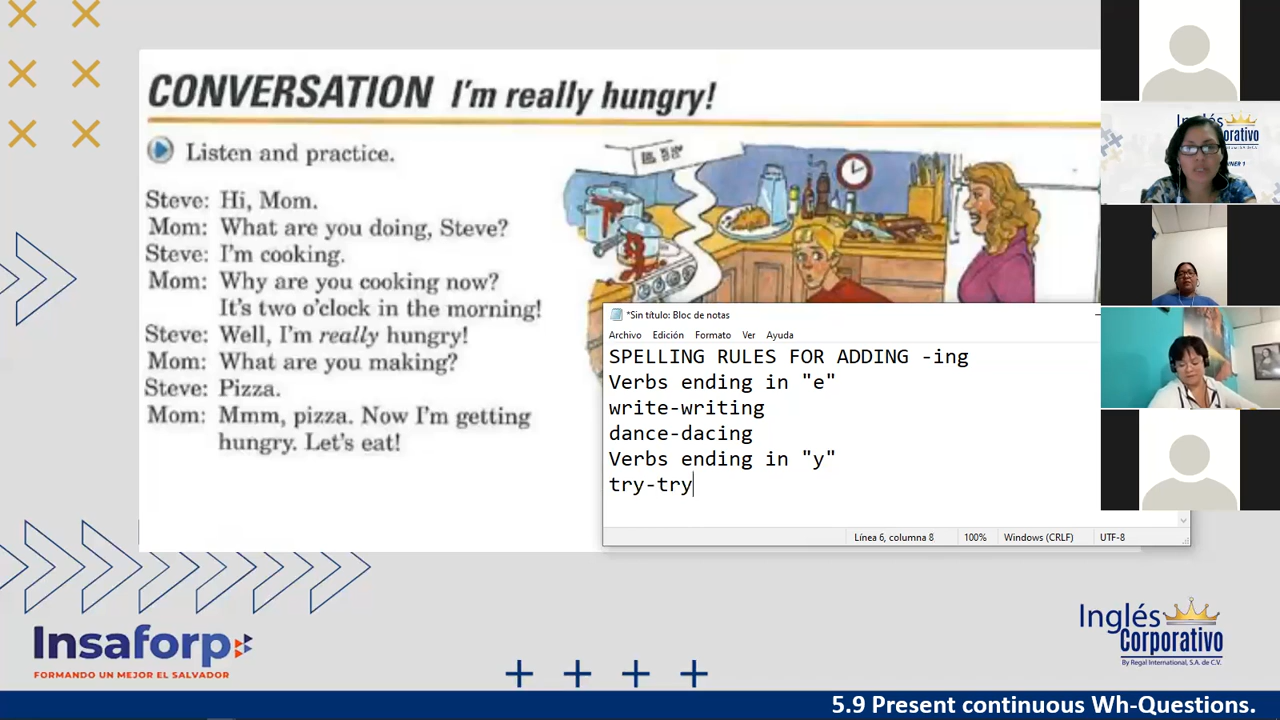 CONVERSATION I'm really hungry!
Listen and practice.
Steve: Hi, Mom.
Mom: What are you doing, Steve?
Steve: I'm cooking.
Mom: Why are you cooking now?
It's two o'clock in the morning!
Steve: Well, I'm really hungry!
Mom: What are you making?
Steve: Pizza.
Mom: Mmm, pizza. Now I'm getting
hungry. Let's eat!
*Sin título: Bloc de notas
Archivo Edición Formato Ver Ayuda
SPELLING RULES FOR ADDING -ing
Verbs ending in "e"
write-writing
dance-dacing
Verbs ending in "y"
try-try
Línea 6, columna 8 100% Windows (CRLF) UTF-8
Insaforp
FORMANDO UN MEJOR EL SALVADOR
Inglés
Corporativo
By Regal International, S.A. de C.V.
5.9 Present continuous Wh-Questions.